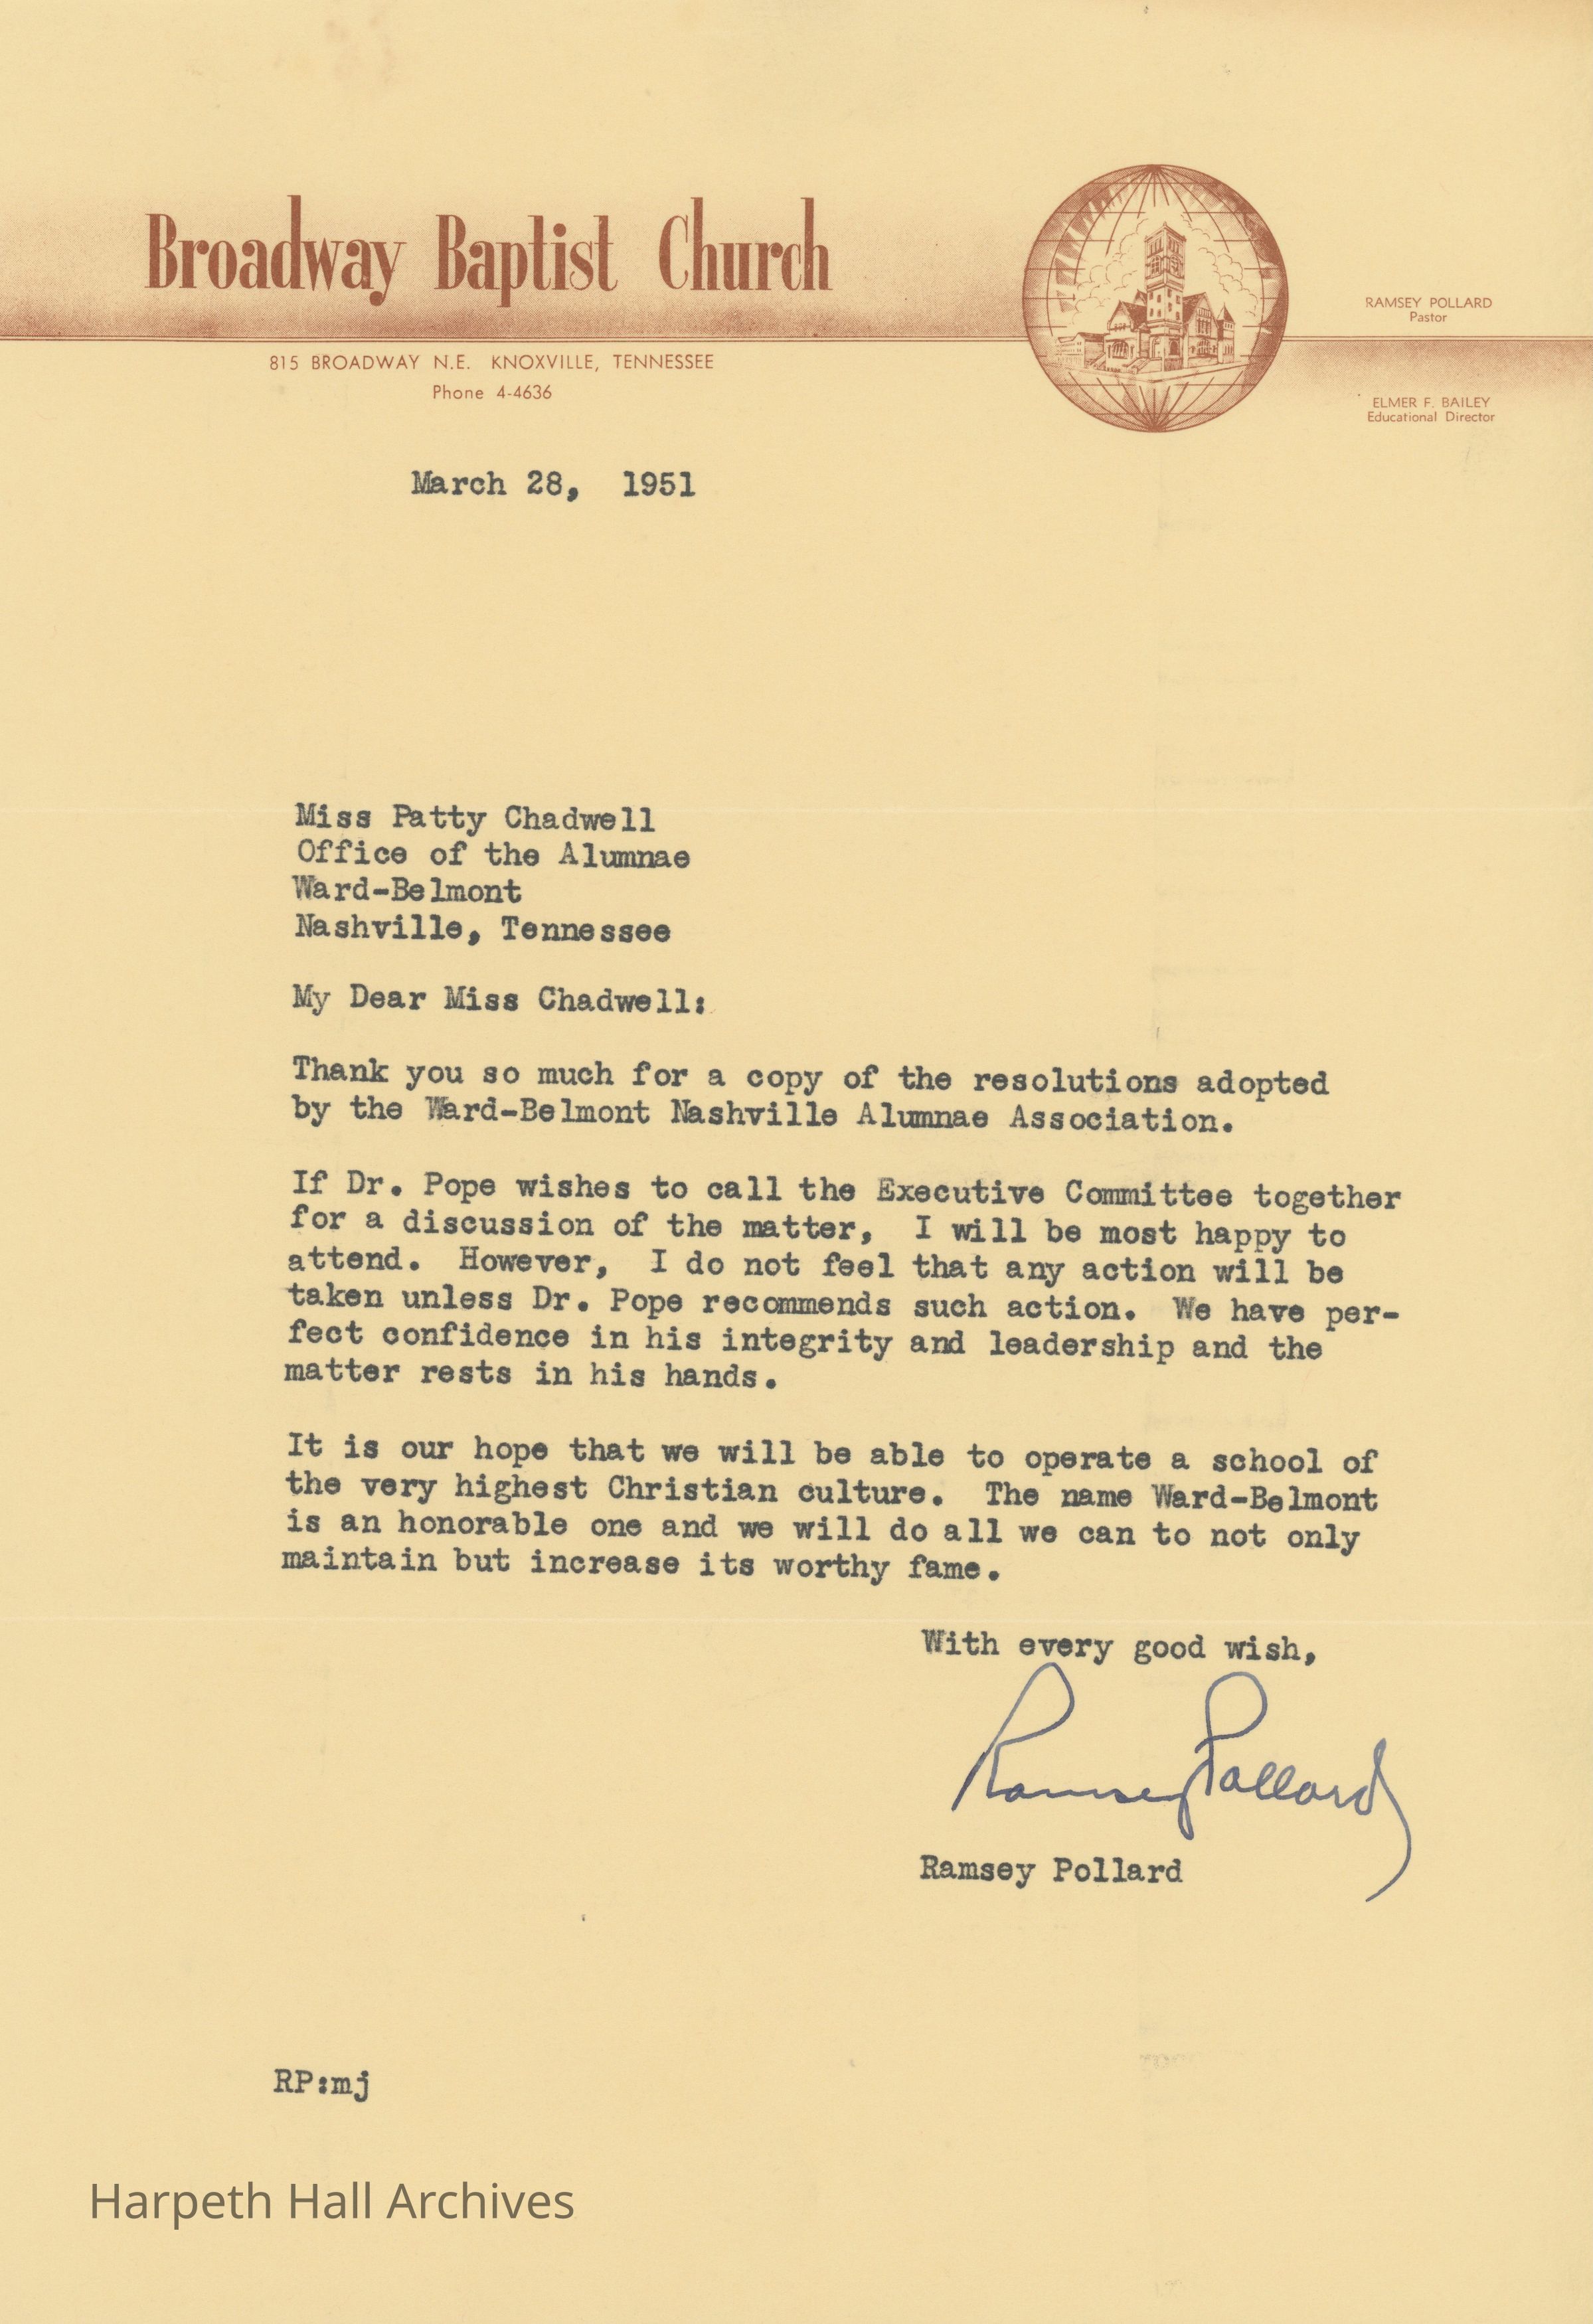 Broadway Baptist Church
815 BROADWAY N.E. KNOXVILLE, TENNESSEE
Phone 4-4636
RAMSEY POLLARD
Pastor
ELMER F. BAILEY
Educational Director
March 28, 1951
Miss Patty Chadwell
Office of the Alumnae
Ward-Belmont
Nashville, Tennessee
My Dear Miss Chadwell:
Thank you so much for a copy of the resolutions adopted
by the Ward-Belmont Nashville Alumnae Association.
If Dr. Pope wishes to call the Executive Committee together
for a discussion of the matter, I will be most happy to
attend. However, I do not feel that any action will be
taken unless Dr. Pope recommends such action. We have per-
fect confidence in his integrity and leadership and the
matter rests in his hands.
It is our hope that we will be able to operate a school of
the very highest Christian culture. The name Ward-Belmont
is an honorable one and we will do all we can to not only
maintain but increase its worthy fame.
With every good wish,
Ramsey Pollard
Ramsey Pollard
RP:mj
Harpeth Hall Archives